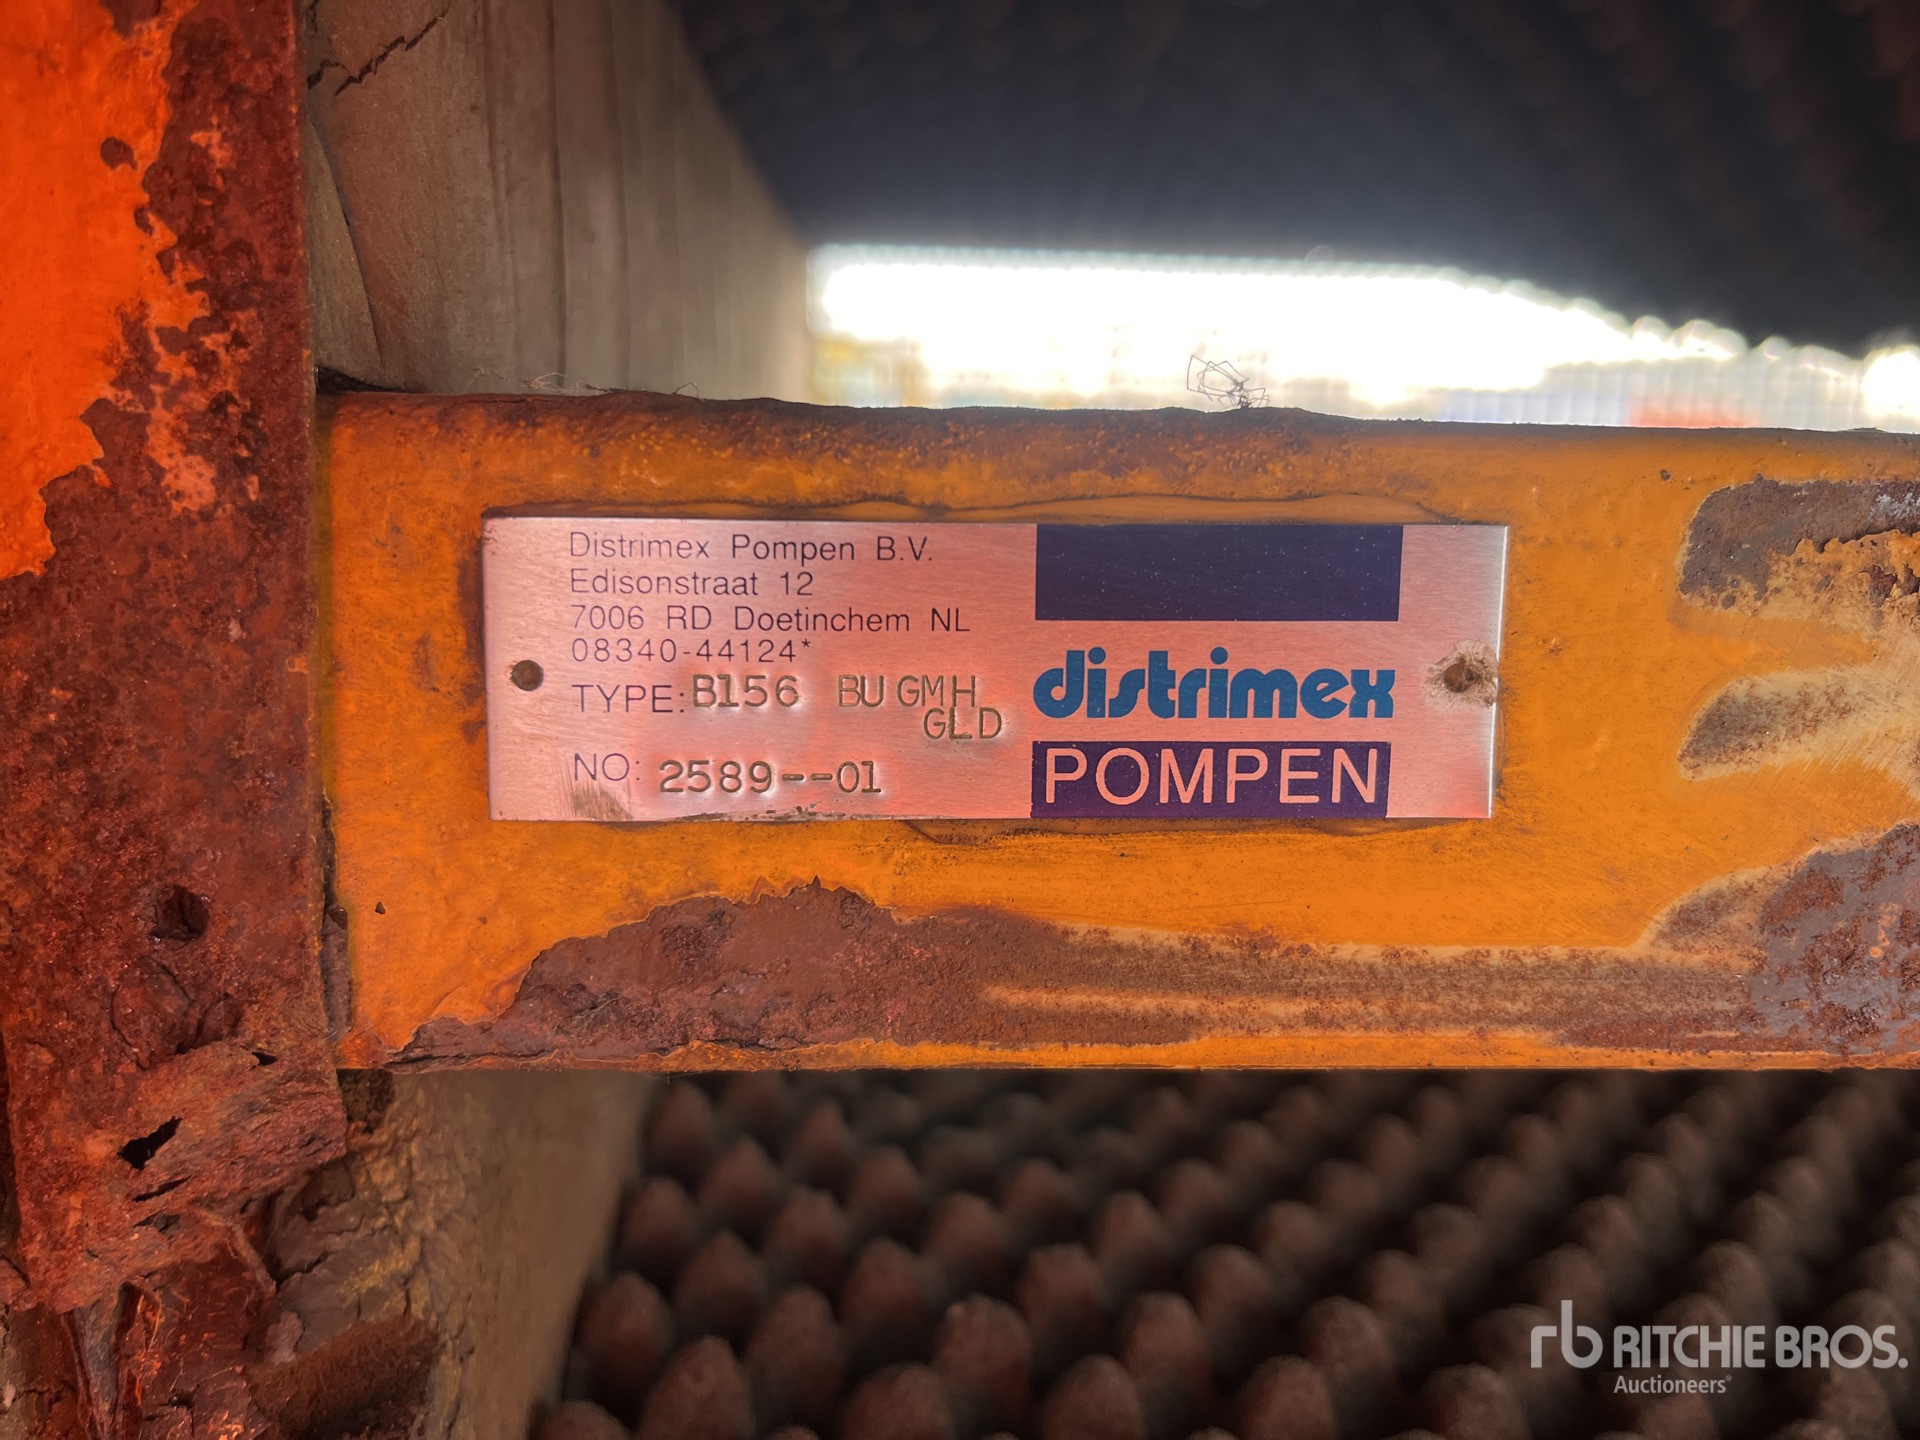 Distrimex Pompen B.V.
Edisonstraat 12
7006 RD Doetinchem NL
08340-44124*
TYPE: B156 BU GMH
GLD
NO: 2589--01
distrimex
POMPEN
rb RITCHIE BROS.
Auctioneers®